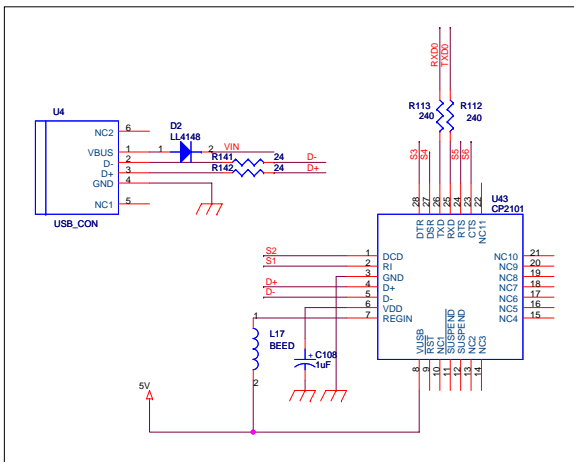 RXD0
TXD0
R113
240
R112
240
U4
NC2
6
VBUS
1
D-
2
D+
3
GND
4
NC1
5
USB_CON
D2
LL4148
1
2
VIN
R141
24
D-
R142
24
D+
S3
S4
S5
S6
28
27
26
25
24
23
22
DTR
DSR
TXD
RXD
RTS
CTS
NC11
U43
CP2101
S2
1
DCD
S1
2
RI
3
GND
D+
4
D+
D-
5
D-
6
VDD
7
REGIN
NC10
21
NC9
20
NC8
19
NC7
18
NC6
17
NC5
16
NC4
15
1
L17
BEED
2
+
C108
1uF
VUSB
RST
NC1
SUSPEND
SUSPEND
NC2
NC3
8
9
10
11
12
13
14
5V